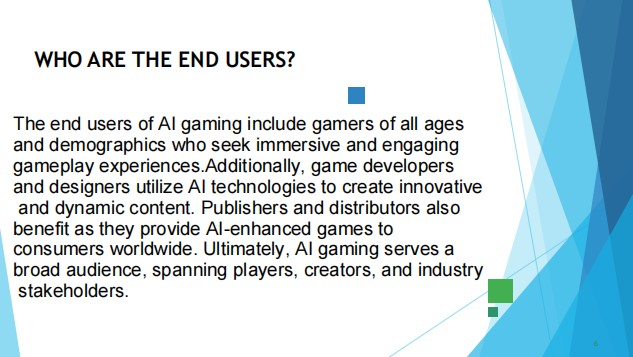 WHO ARE THE END USERS?
The end users of AI gaming include gamers of all ages
and demographics who seek immersive and engaging
gameplay experiences.Additionally, game developers
and designers utilize AI technologies to create innovative
and dynamic content. Publishers and distributors also
benefit as they provide AI-enhanced games to
consumers worldwide. Ultimately, AI gaming serves a
broad audience, spanning players, creators, and industry
stakeholders.